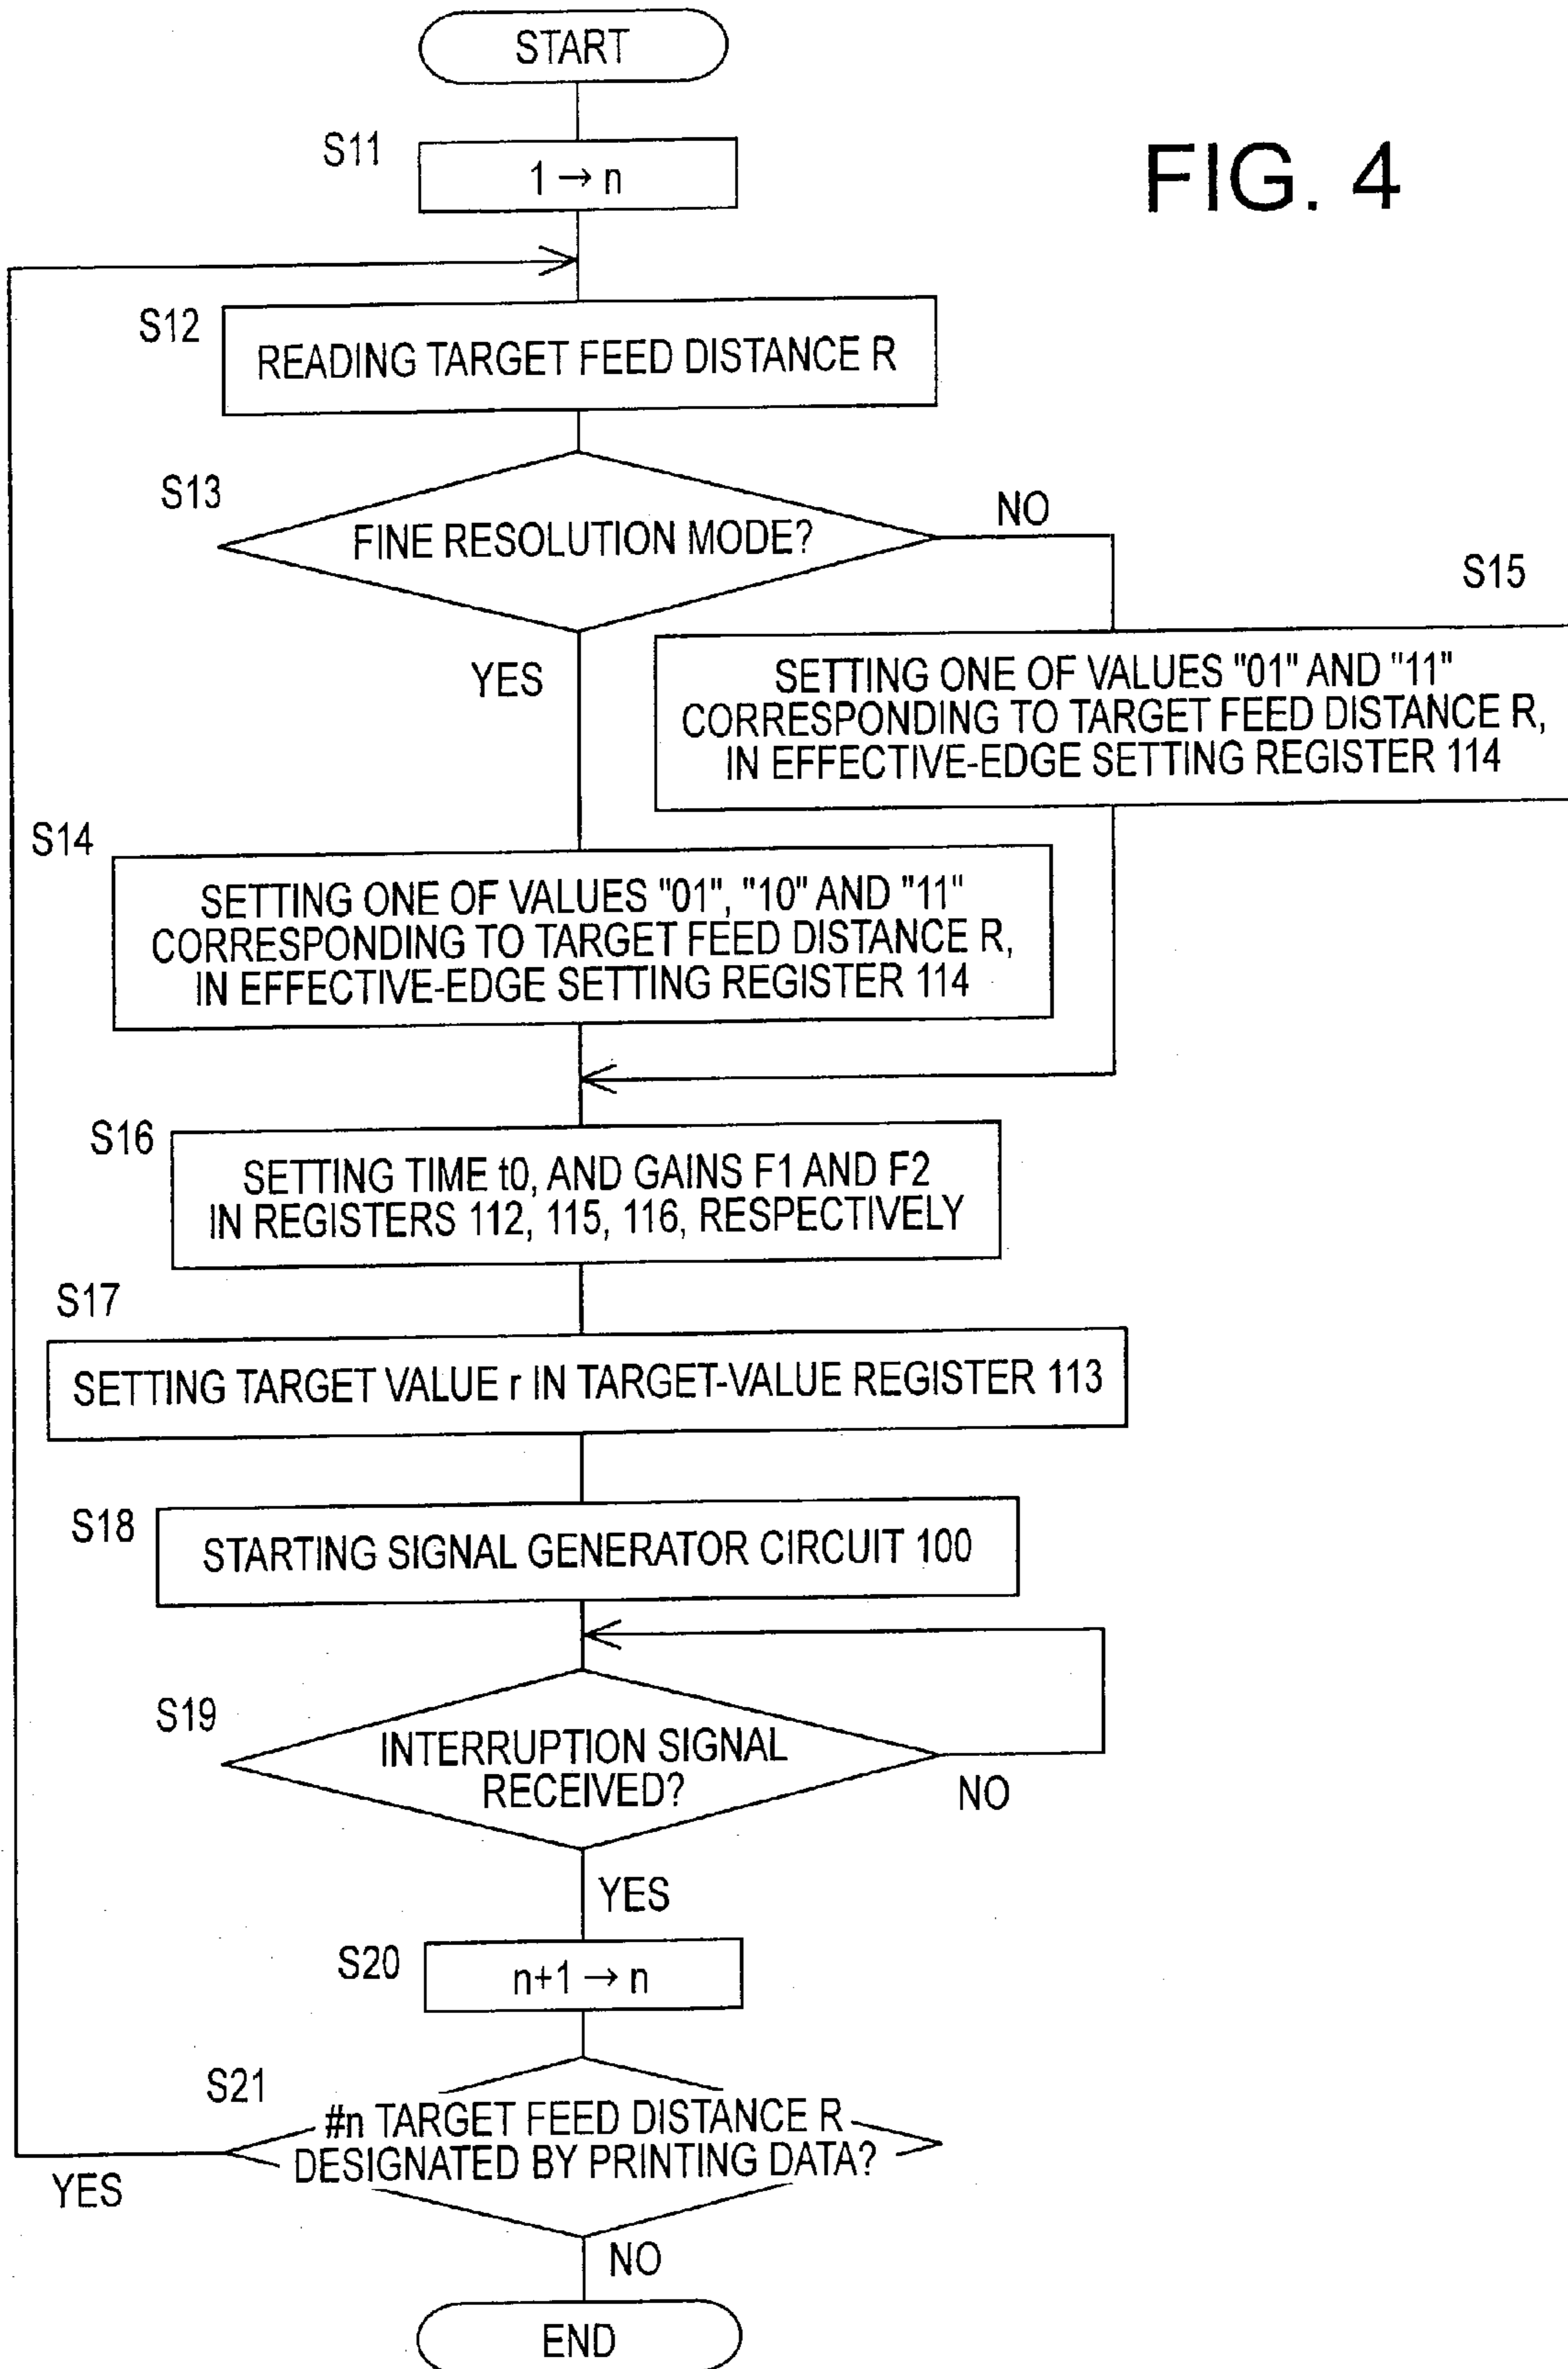 START
FIG. 4
S11
1 → n
S12
READING TARGET FEED DISTANCE R
S13
FINE RESOLUTION MODE?
NO
YES
S15
SETTING ONE OF VALUES "01" AND "11"
CORRESPONDING TO TARGET FEED DISTANCE R,
IN EFFECTIVE-EDGE SETTING REGISTER 114
S14
SETTING ONE OF VALUES "01", "10" AND "11"
CORRESPONDING TO TARGET FEED DISTANCE R,
IN EFFECTIVE-EDGE SETTING REGISTER 114
S16
SETTING TIME t0, AND GAINS F1 AND F2
IN REGISTERS 112, 115, 116, RESPECTIVELY
S17
SETTING TARGET VALUE r IN TARGET-VALUE REGISTER 113
S18
STARTING SIGNAL GENERATOR CIRCUIT 100
S19
INTERRUPTION SIGNAL
RECEIVED?
NO
YES
S20
n+1 → n
S21
#n TARGET FEED DISTANCE R
DESIGNATED BY PRINTING DATA?
YES
NO
END